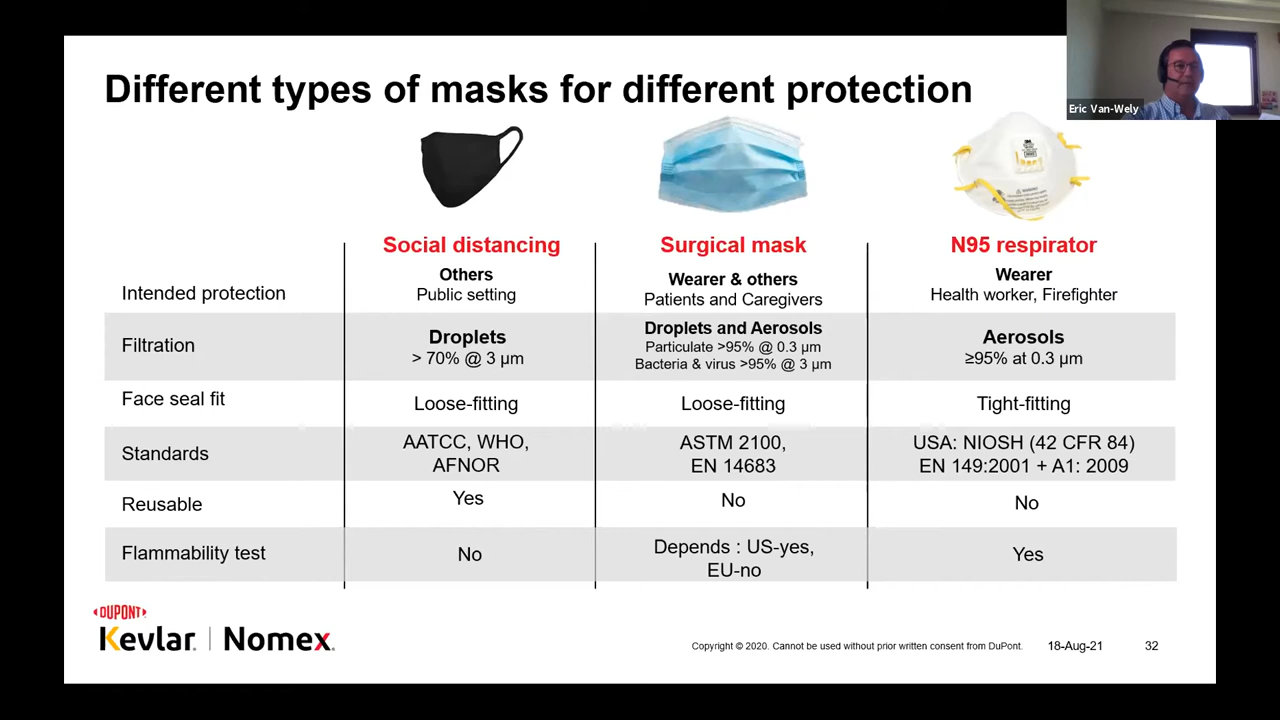 Different types of masks for different protection
Eric Van-Wely
3M
Social distancing
Surgical mask
N95 respirator
Intended protection
Others
Public setting
Wearer & others
Patients and Caregivers
Wearer
Health worker, Firefighter
Filtration
Droplets
> 70% @ 3 µm
Droplets and Aerosols
Particulate >95% @ 0.3 µm
Bacteria & virus >95% @ 3 µm
Aerosols
≥95% at 0.3 µm
Face seal fit
Loose-fitting
Loose-fitting
Tight-fitting
Standards
AATCC, WHO,
AFNOR
ASTM 2100,
EN 14683
USA: NIOSH (42 CFR 84)
EN 149:2001 + A1: 2009
Reusable
Yes
No
No
Flammability test
No
Depends : US-yes,
EU-no
Yes
DUPONT
Kevlar. | Nomex.
Copyright © 2020. Cannot be used without prior written consent from DuPont.
18-Aug-21
32